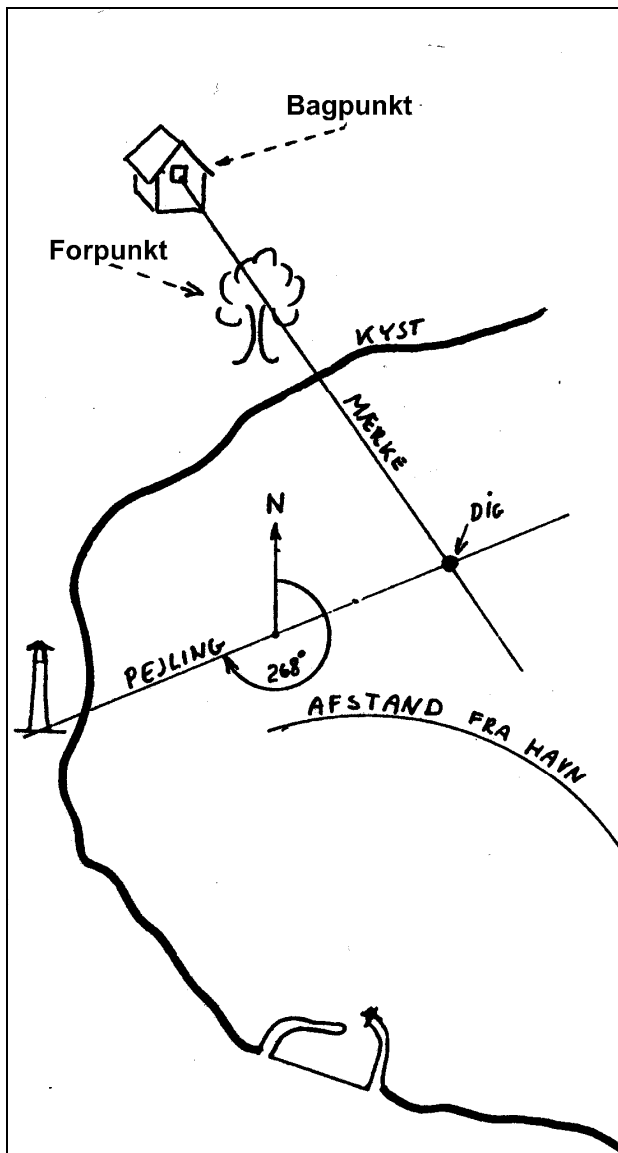 Bagpunkt
Forpunkt
KYST
MÆRKE
DIG
N
PEJLING
268°
AFSTAND FRA HAVN